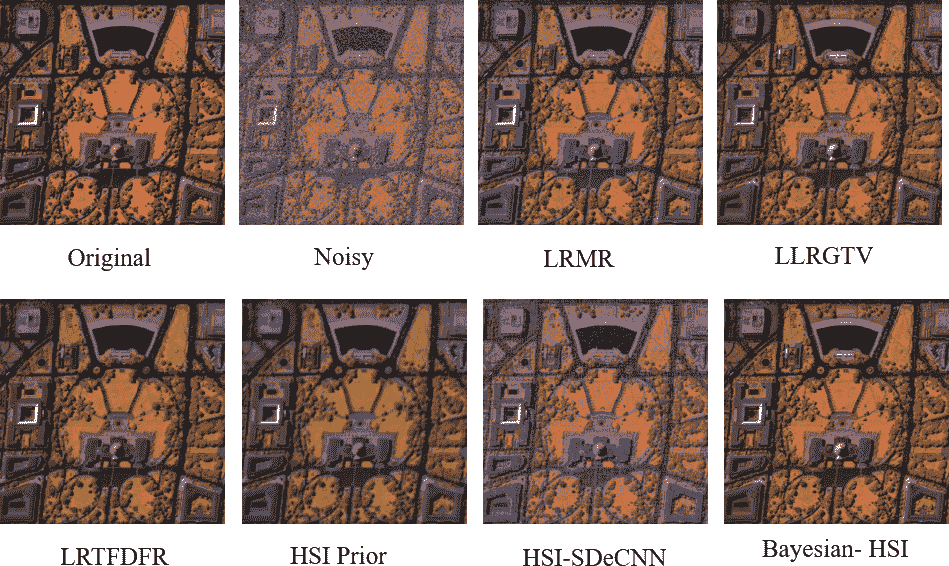 Original
Noisy
LRMR
LLRGTV
LRTFDFR
HSI Prior
HSI-SDeCNN
Bayesian- HSI